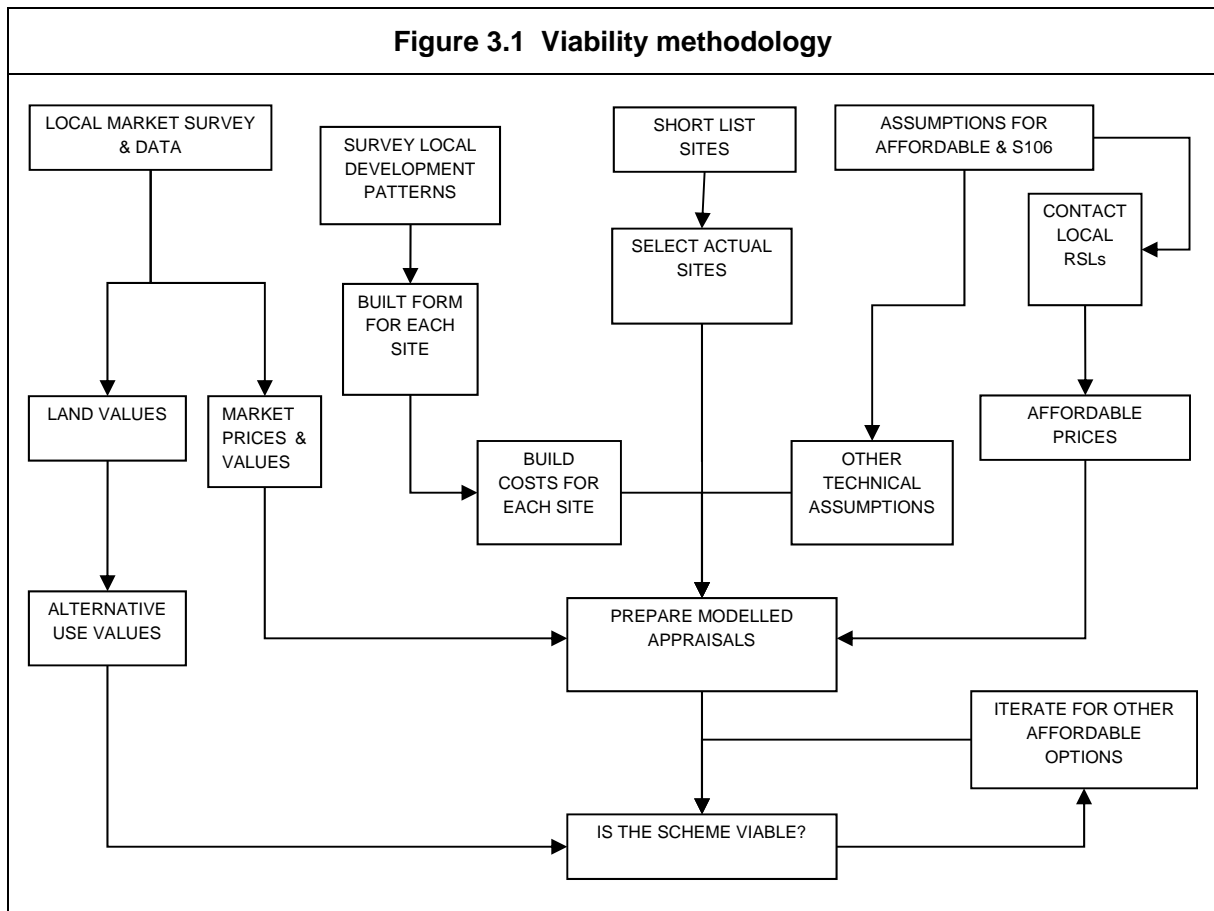 Figure 3.1 Viability methodology
LOCAL MARKET SURVEY
& DATA
SURVEY LOCAL
DEVELOPMENT
PATTERNS
SHORT LIST
SITES
ASSUMPTIONS FOR
AFFORDABLE & S106
CONTACT
LOCAL
RSLs
SELECT ACTUAL
SITES
BUILT FORM
FOR EACH
SITE
LAND VALUES
MARKET
PRICES &
VALUES
AFFORDABLE
PRICES
BUILD
COSTS FOR
EACH SITE
OTHER
TECHNICAL
ASSUMPTIONS
ALTERNATIVE
USE VALUES
PREPARE MODELLED
APPRAISALS
ITERATE FOR OTHER
AFFORDABLE
OPTIONS
IS THE SCHEME VIABLE?